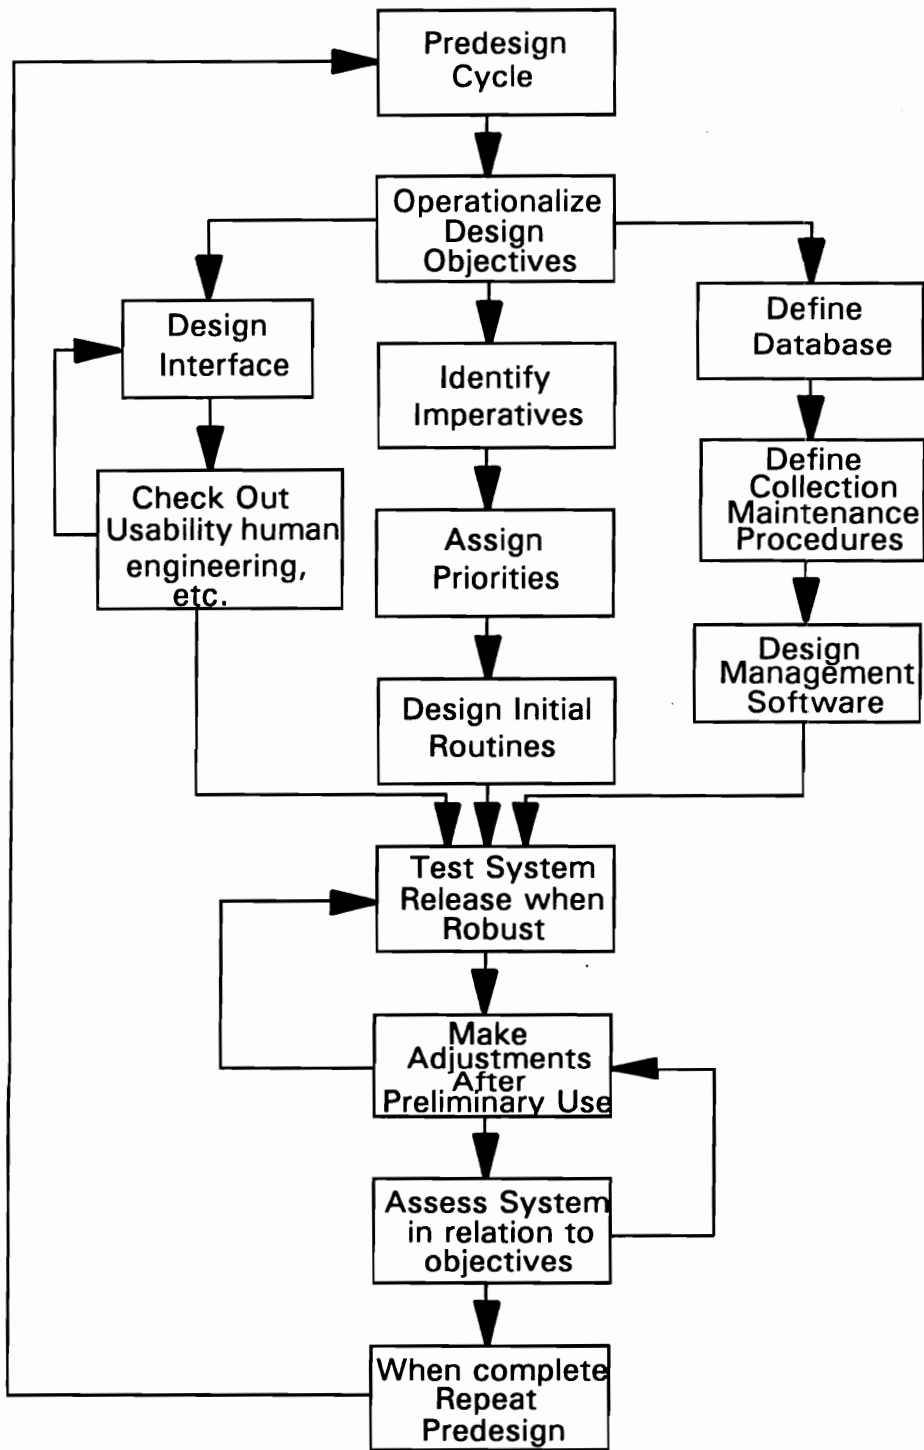 Predesign
Cycle
Operationalize
Design
Objectives
Design
Interface
Check Out
Usability human
engineering,
etc.
Identify
Imperatives
Assign
Priorities
Design Initial
Routines
Define
Database
Define
Collection
Maintenance
Procedures
Design
Management
Software
Test System
Release when
Robust
Make
Adjustments
After
Preliminary Use
Assess System
in relation to
objectives
When complete
Repeat
Predesign